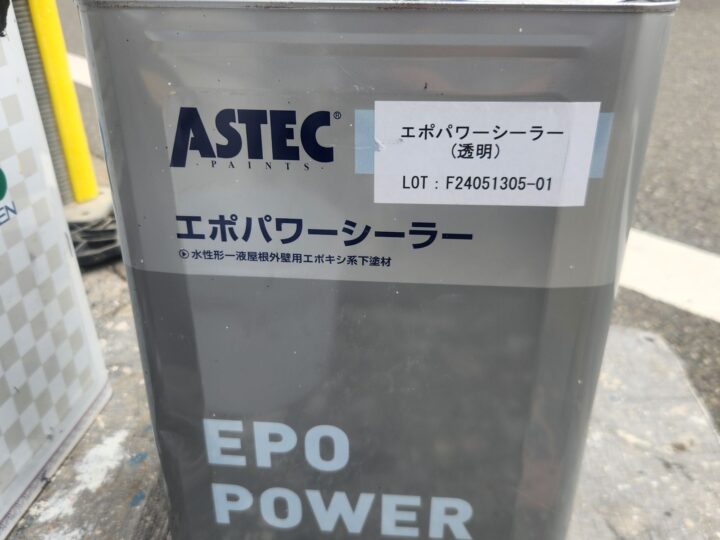 ASTEC®
・PAINTS・
エポパワーシーラー
(透明)
LOT：F24051305-01
エポパワーシーラー
水性形一液屋根外壁用エポキシ系下塗材
EPO
POWER